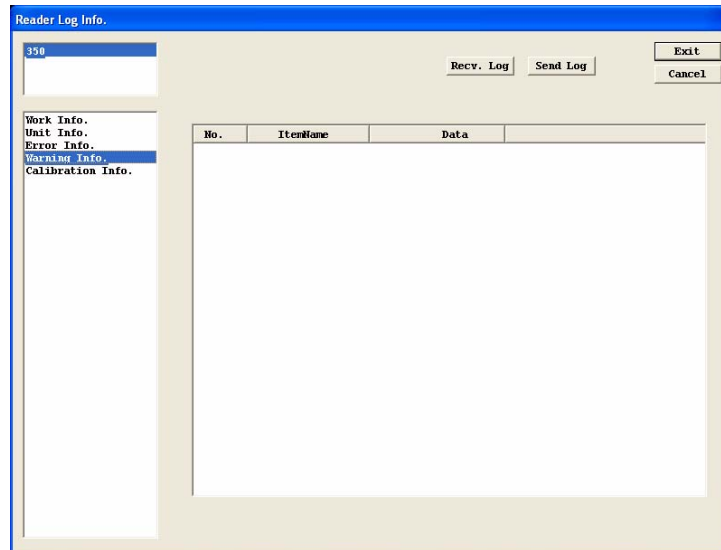 Reader Log Info.
350
Recv. Log Send Log Exit
Cancel
Work Info.
Unit Info.
Error Info.
Warning Info.
Calibration Info.
No. ItemName Data